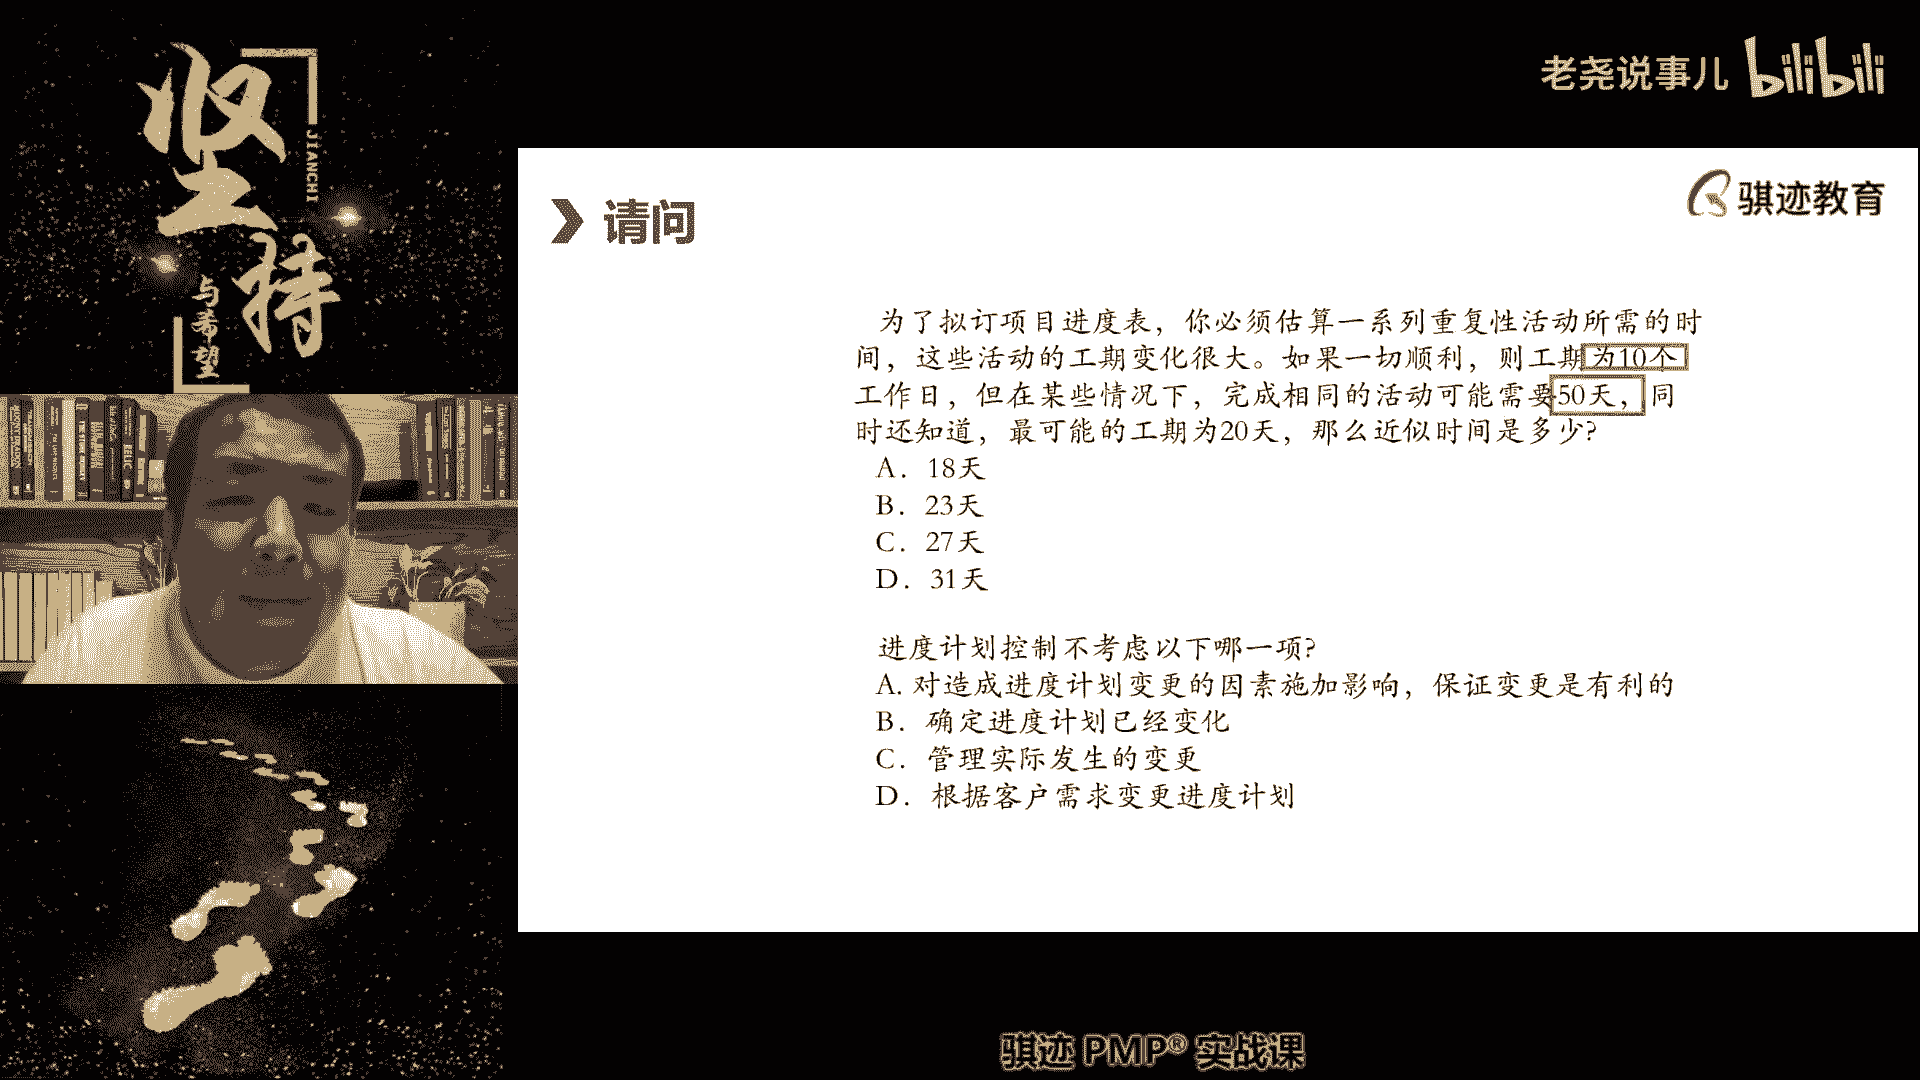 坚
持
JIANCHI
与希望
老尧说事儿 bilibili
骐迹教育
请问
为了拟订项目进度表，你必须估算一系列重复性活动所需的时
间，这些活动的工期变化很大。如果一切顺利，则工期为10个
工作日，但在某些情况下，完成相同的活动可能需要50天，同
时还知道，最可能的工期为20天，那么近似时间是多少?
A. 18天
B. 23天
C. 27天
D. 31天
进度计划控制不考虑以下哪一项?
A. 对造成进度计划变更的因素施加影响，保证变更是有利的
B. 确定进度计划已经变化
C. 管理实际发生的变更
D. 根据客户需求变更进度计划
骐迹 PMP® 实战课